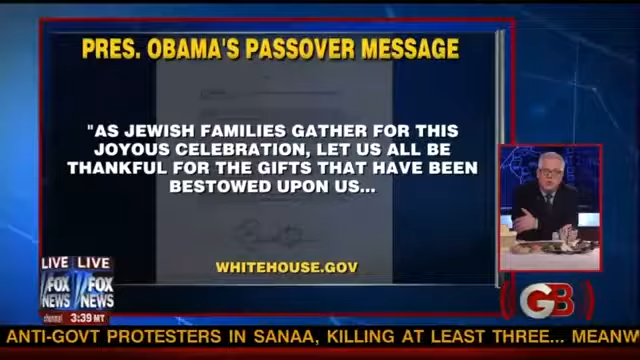 PRES. OBAMA'S PASSOVER MESSAGE
"AS JEWISH FAMILIES GATHER FOR THIS
JOYOUS CELEBRATION, LET US ALL BE
THANKFUL FOR THE GIFTS THAT HAVE BEEN
BESTOWED UPON US...
WHITEHOUSE.GOV
LIVE LIVE
FOX FOX
NEWS NEWS
channel 3:39 MT
GB
ANTI-GOVT PROTESTERS IN SANAA, KILLING AT LEAST THREE... MEANW